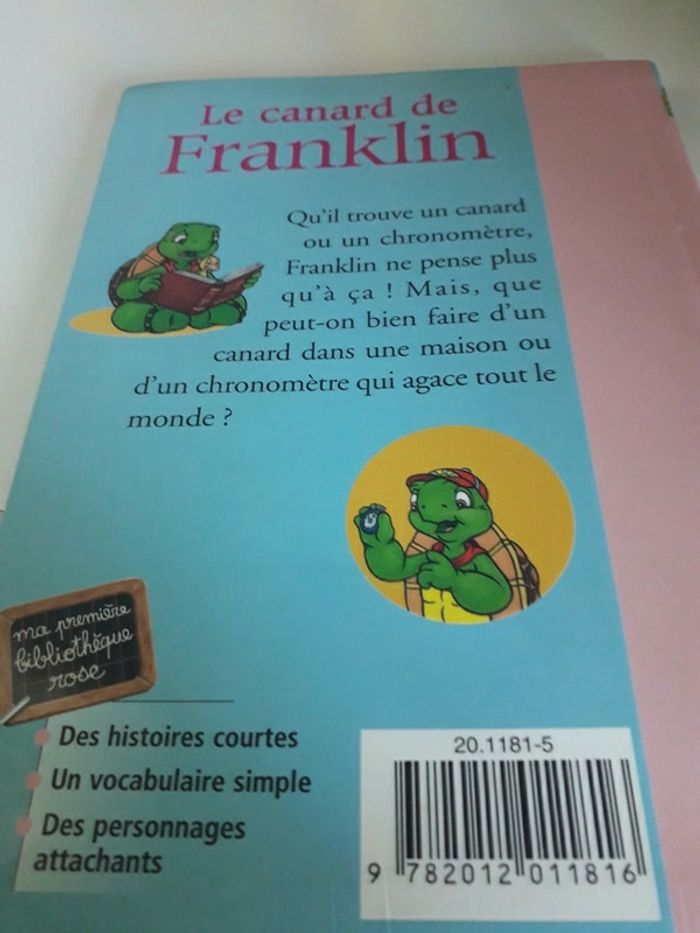 Le canard de
Franklin
Qu'il trouve un canard
ou un chronomètre,
Franklin ne pense plus
qu'à ça ! Mais, que
peut-on bien faire d'un
canard dans une maison ou
d'un chronomètre qui agace tout le
monde ?
ma première
bibliothèque
rose
Des histoires courtes
Un vocabulaire simple
Des personnages
attachants
20.1181-5
9 782012 011816